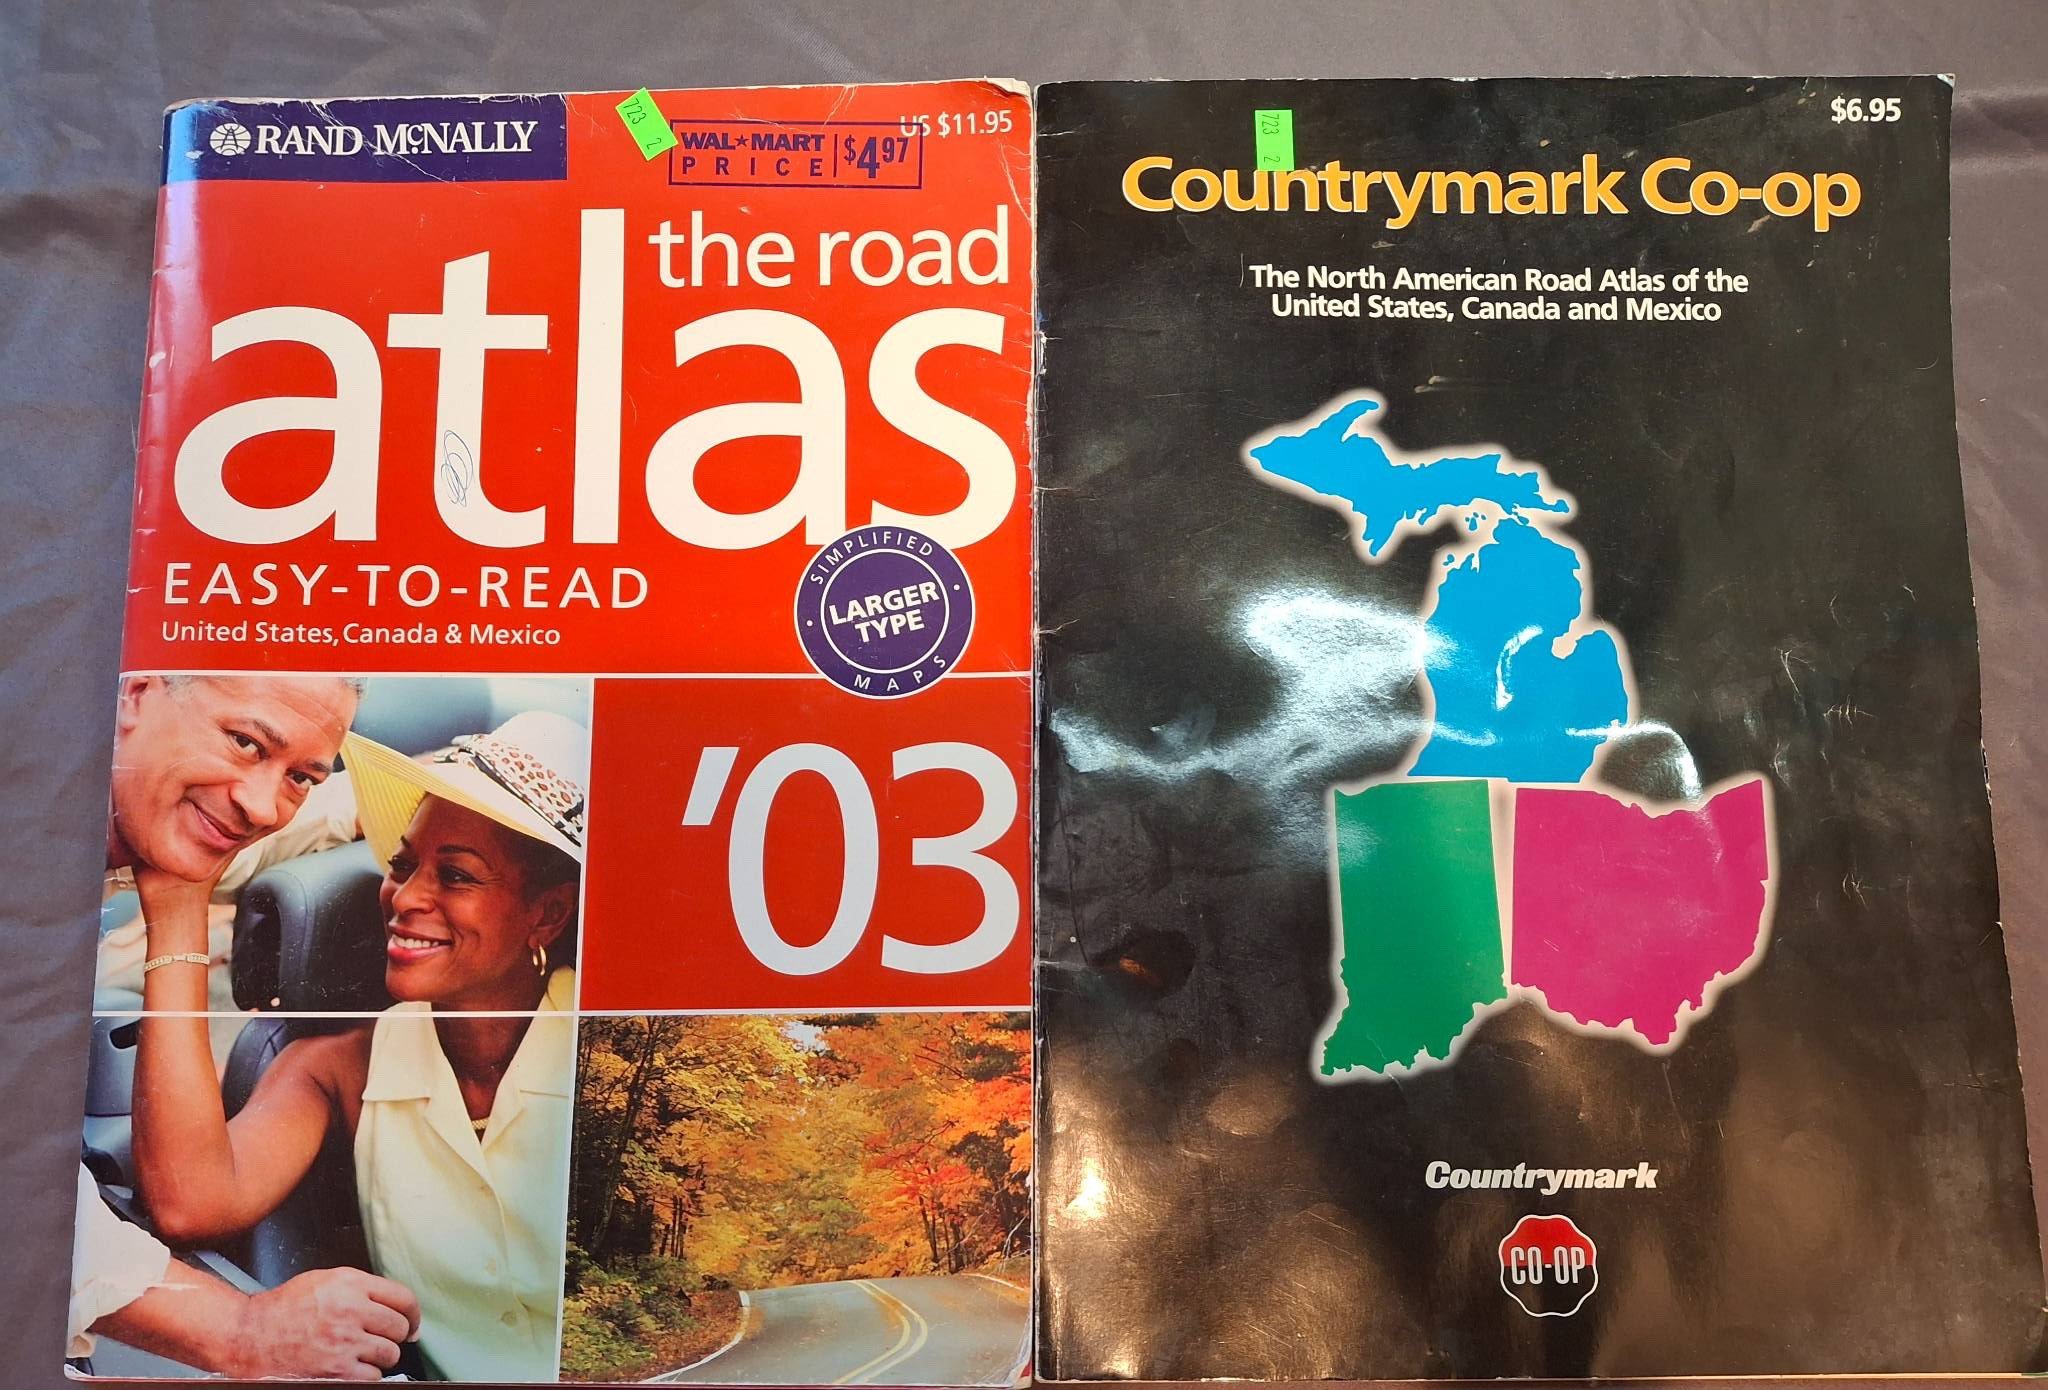 RAND McNALLY
723
2
US $11.95
WAL★MART
PRICE
$4.97
the road
atlas
EASY-TO-READ
United States, Canada & Mexico
SIMPLIFIED
LARGER
TYPE
MAPS
'03
$6.95
723
2
Countrymark Co-op
The North American Road Atlas of the
United States, Canada and Mexico
Countrymark
CO-OP